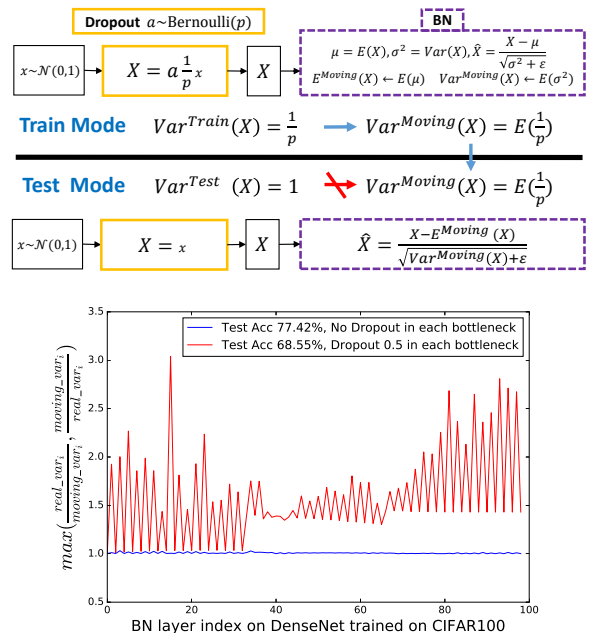 Dropout a~Bernoulli(p)
BN
x~𝒩(0,1)
X = a 1/p x
X
μ = E(X), σ² = Var(X), X̂ = (X − μ)/√(σ² + ε)
E^Moving(X) ← E(μ) Var^Moving(X) ← E(σ²)
Train Mode Var^Train(X) = 1/p → Var^Moving(X) = E(1/p)
Test Mode Var^Test (X) = 1 Var^Moving(X) = E(1/p)
x~𝒩(0,1)
X = x
X
X̂ = (X−E^Moving (X))/√(Var^Moving(X)+ε)
3.5
3.0
2.5
2.0
1.5
1.0
0.5
max(real_var_i/moving_var_i, moving_var_i/real_var_i)
Test Acc 77.42%, No Dropout in each bottleneck
Test Acc 68.55%, Dropout 0.5 in each bottleneck
0 20 40 60 80 100
BN layer index on DenseNet trained on CIFAR100